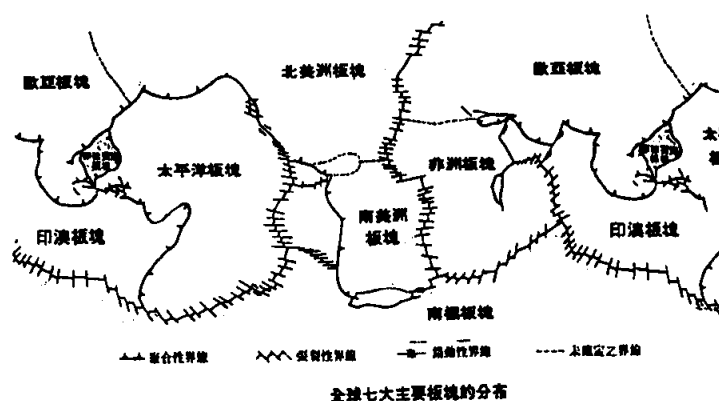 北美洲板塊
歐亞板塊
歐亞板塊
太平洋板塊
非洲板塊
南美洲
板塊
印澳板塊
印澳板塊
南極板塊
聚合性界線
張裂性界線
錯動性界線
未確定之界線
全球七大主要板塊的分布